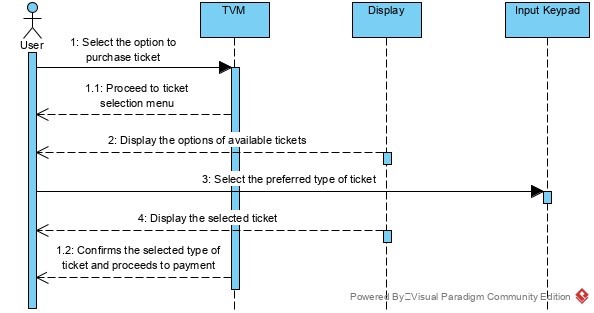 TVM
Display
Input Keypad
User
1: Select the option to
purchase ticket
1.1: Proceed to ticket
selection menu
2: Display the options of available tickets
3: Select the preferred type of ticket
4: Display the selected ticket
1.2: Confirms the selected type of
ticket and proceeds to payment
Powered By Visual Paradigm Community Edition